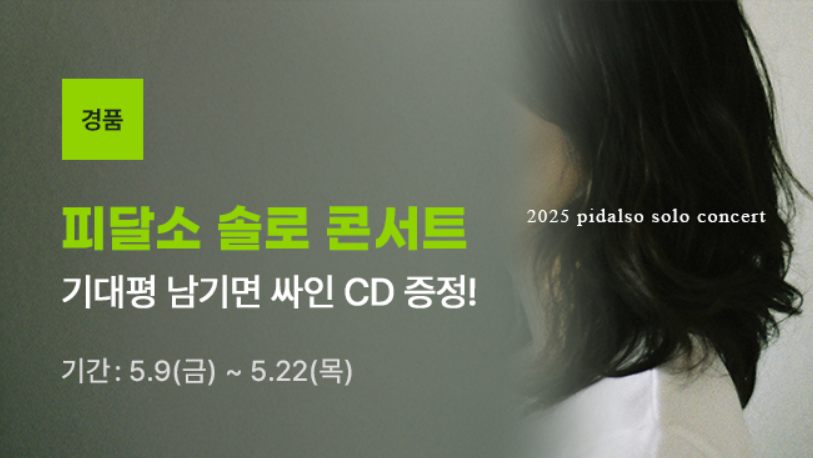 경품
피달소 솔로 콘서트
2025 pidalso solo concert
기대평 남기면 싸인 CD 증정!
기간 : 5.9(금) ~ 5.22(목)